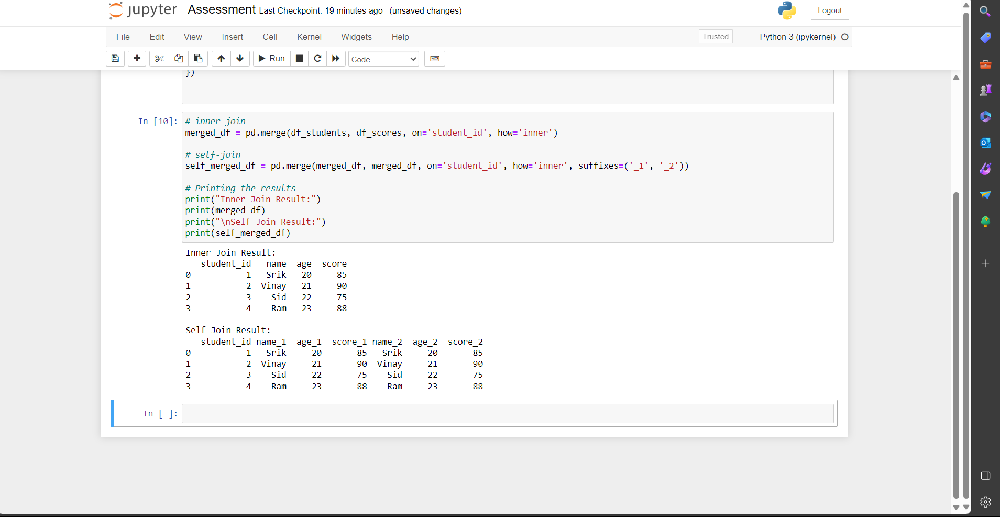 jupyter Assessment Last Checkpoint: 19 minutes ago (unsaved changes) Logout
File Edit View Insert Cell Kernel Widgets Help Trusted Python 3 (ipykernel)
Run Code
})
In [10]: # inner join
merged_df = pd.merge(df_students, df_scores, on='student_id', how='inner')
# self-join
self_merged_df = pd.merge(merged_df, merged_df, on='student_id', how='inner', suffixes=('_1', '_2'))
# Printing the results
print("Inner Join Result:")
print(merged_df)
print("\nSelf Join Result:")
print(self_merged_df)
Inner Join Result:
student_id name age score
0 1 Srik 20 85
1 2 Vinay 21 90
2 3 Sid 22 75
3 4 Ram 23 88
Self Join Result:
student_id name_1 age_1 score_1 name_2 age_2 score_2
0 1 Srik 20 85 Srik 20 85
1 2 Vinay 21 90 Vinay 21 90
2 3 Sid 22 75 Sid 22 75
3 4 Ram 23 88 Ram 23 88
In [ ]: